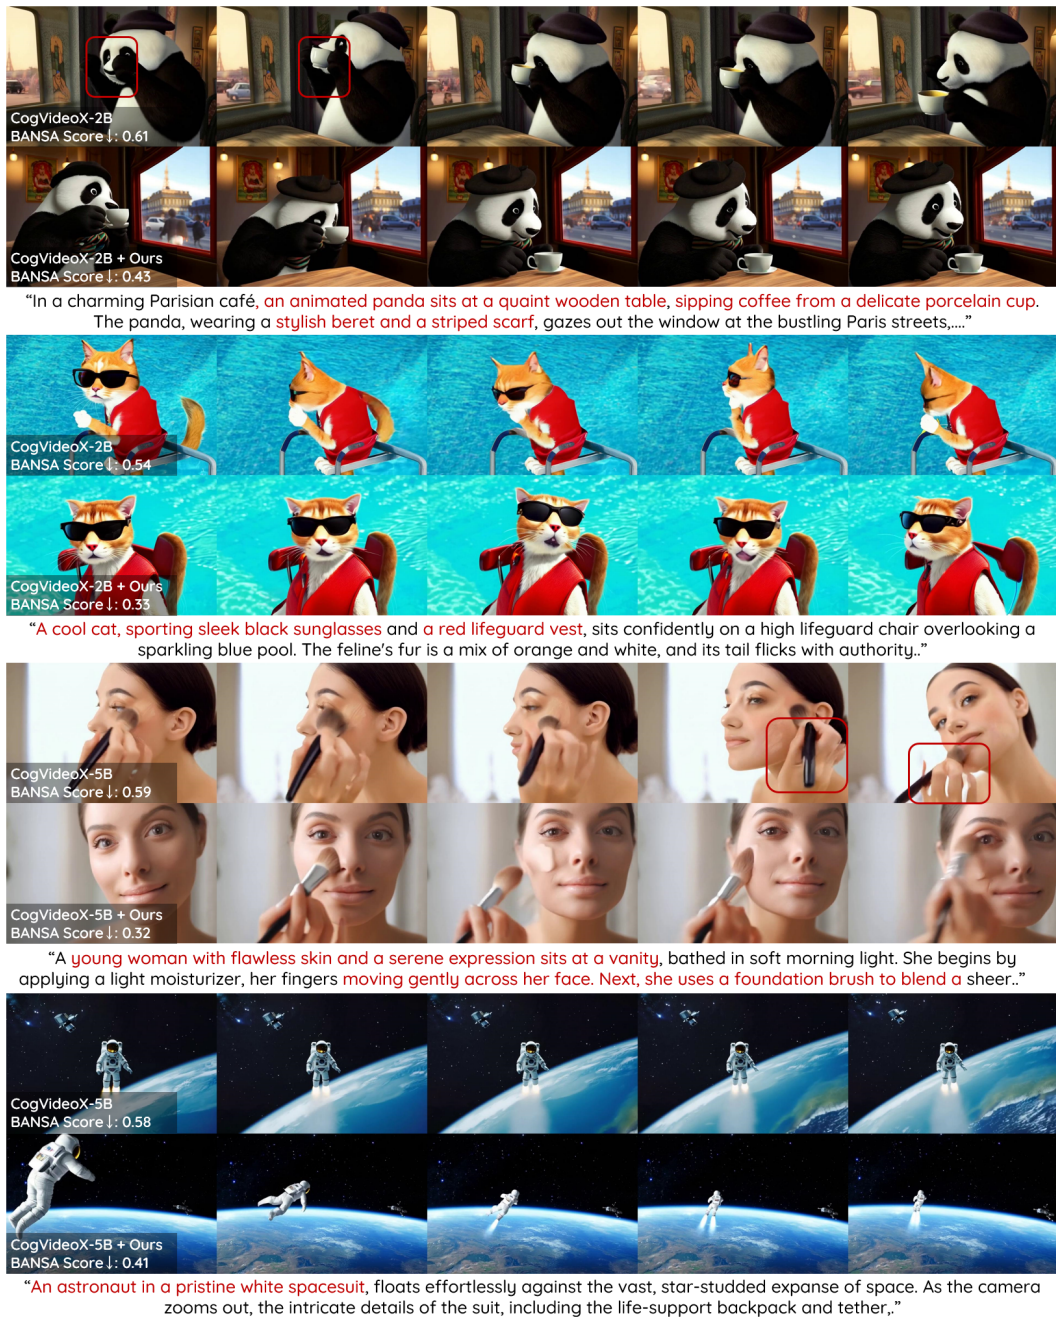 CogVideoX-2B
BANSA Score↓: 0.61
CogVideoX-2B + Ours
BANSA Score↓: 0.43
“In a charming Parisian café, an animated panda sits at a quaint wooden table, sipping coffee from a delicate porcelain cup.
The panda, wearing a stylish beret and a striped scarf, gazes out the window at the bustling Paris streets,....”
CogVideoX-2B
BANSA Score↓: 0.54
CogVideoX-2B + Ours
BANSA Score↓: 0.33
“A cool cat, sporting sleek black sunglasses and a red lifeguard vest, sits confidently on a high lifeguard chair overlooking a
sparkling blue pool. The feline's fur is a mix of orange and white, and its tail flicks with authority..”
CogVideoX-5B
BANSA Score↓: 0.59
CogVideoX-5B + Ours
BANSA Score↓: 0.32
“A young woman with flawless skin and a serene expression sits at a vanity, bathed in soft morning light. She begins by
applying a light moisturizer, her fingers moving gently across her face. Next, she uses a foundation brush to blend a sheer..”
CogVideoX-5B
BANSA Score↓: 0.58
CogVideoX-5B + Ours
BANSA Score↓: 0.41
“An astronaut in a pristine white spacesuit, floats effortlessly against the vast, star-studded expanse of space. As the camera
zooms out, the intricate details of the suit, including the life-support backpack and tether,.”